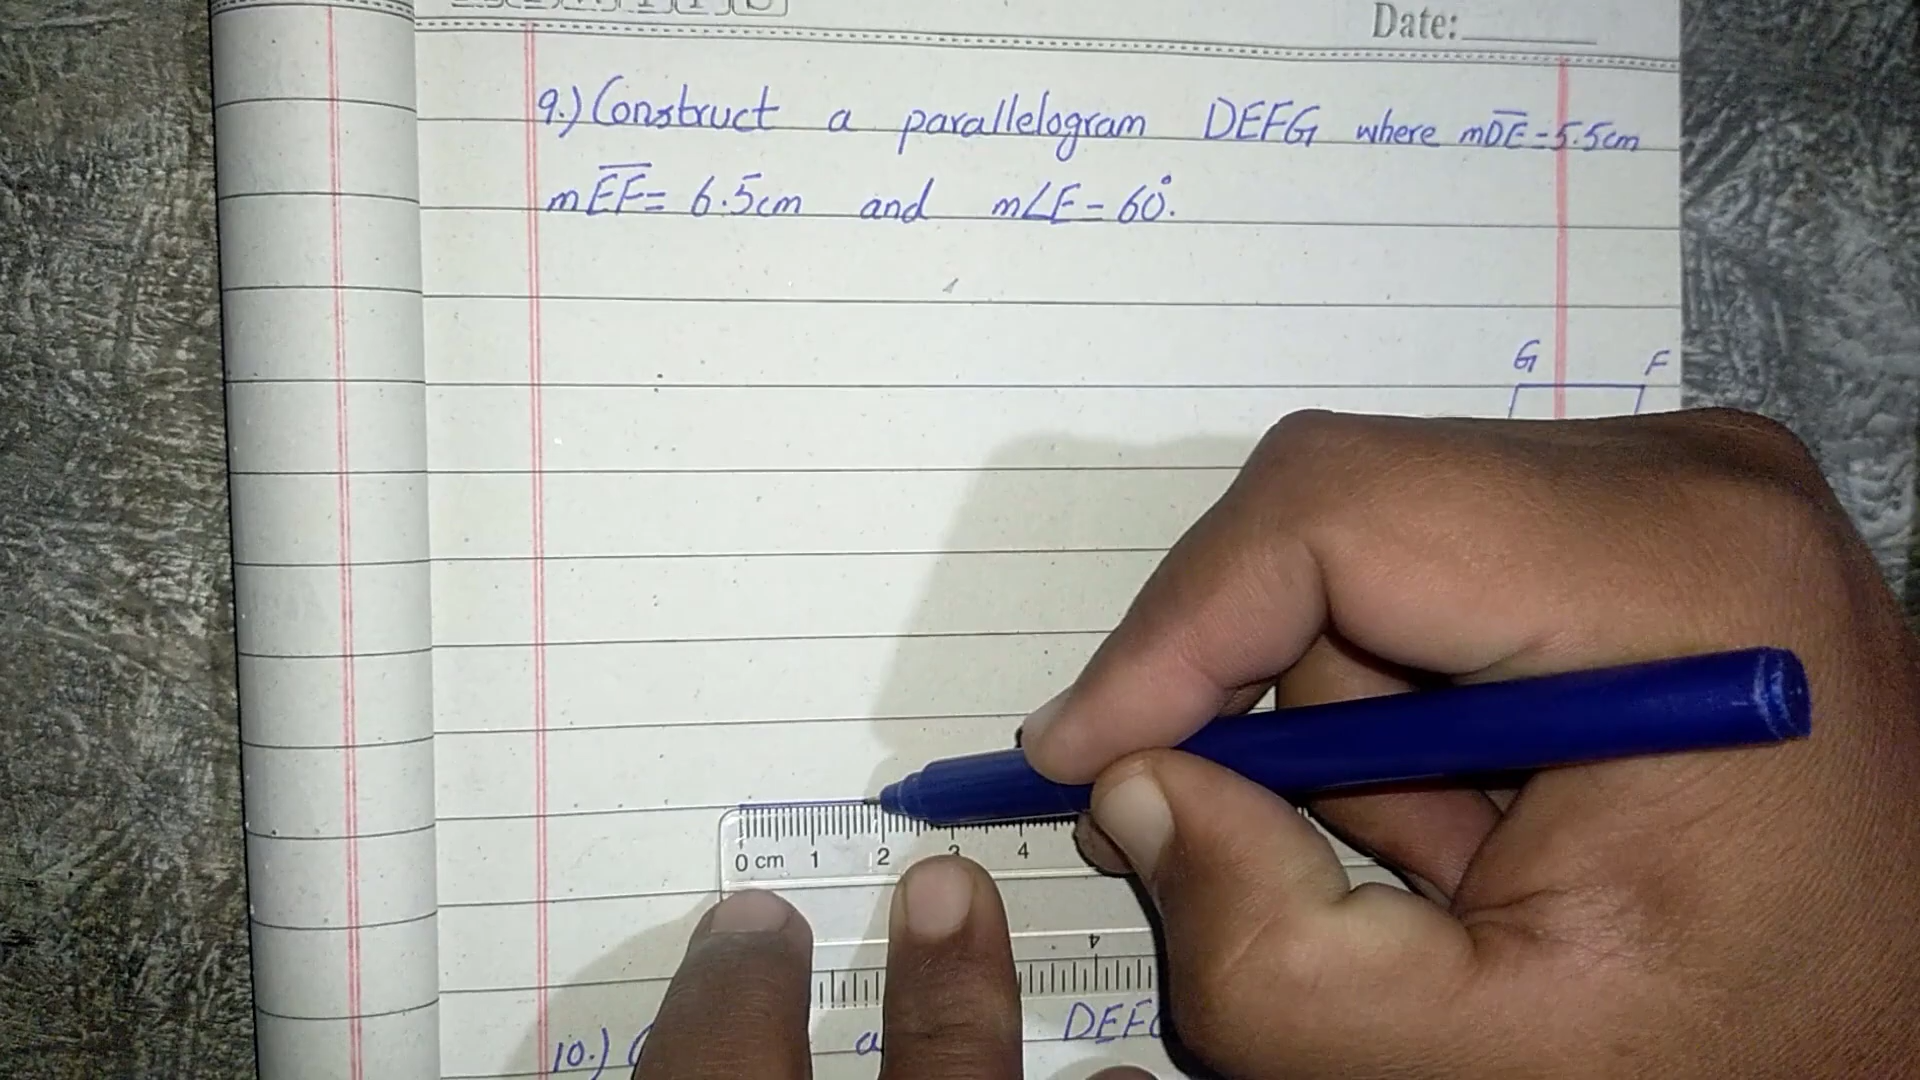 Date:
9.) Construct a parallelogram DEFG where mDE = 5.5cm
mEF = 6.5cm and m∠E = 60°.
G F
0 cm 1 2 3 4
4
10.) a DEF